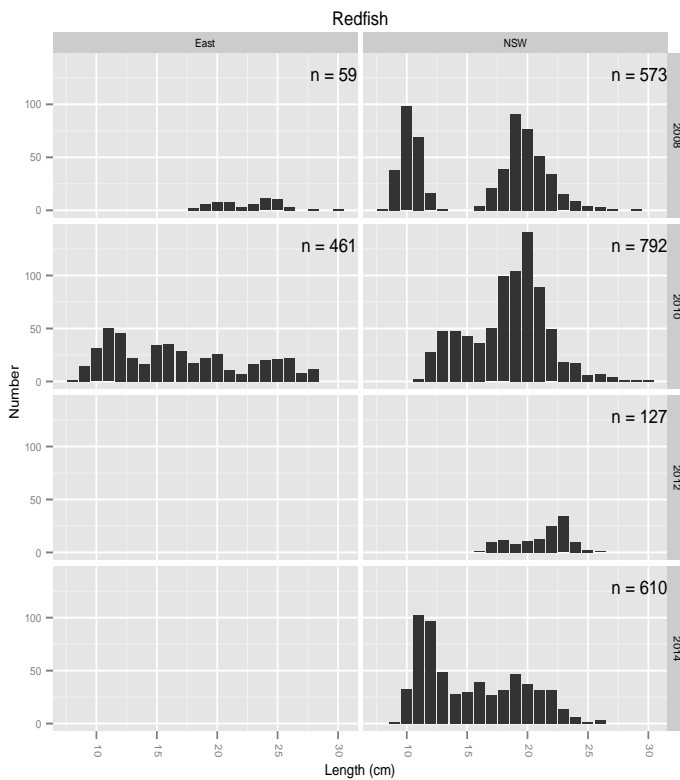 Redfish
East
NSW
n = 59
n = 573
2008
100
50
0
n = 461
n = 792
2010
100
50
0
n = 127
2012
100
50
0
n = 610
2014
100
50
0
Number
10
15
20
25
30
10
15
20
25
30
Length (cm)